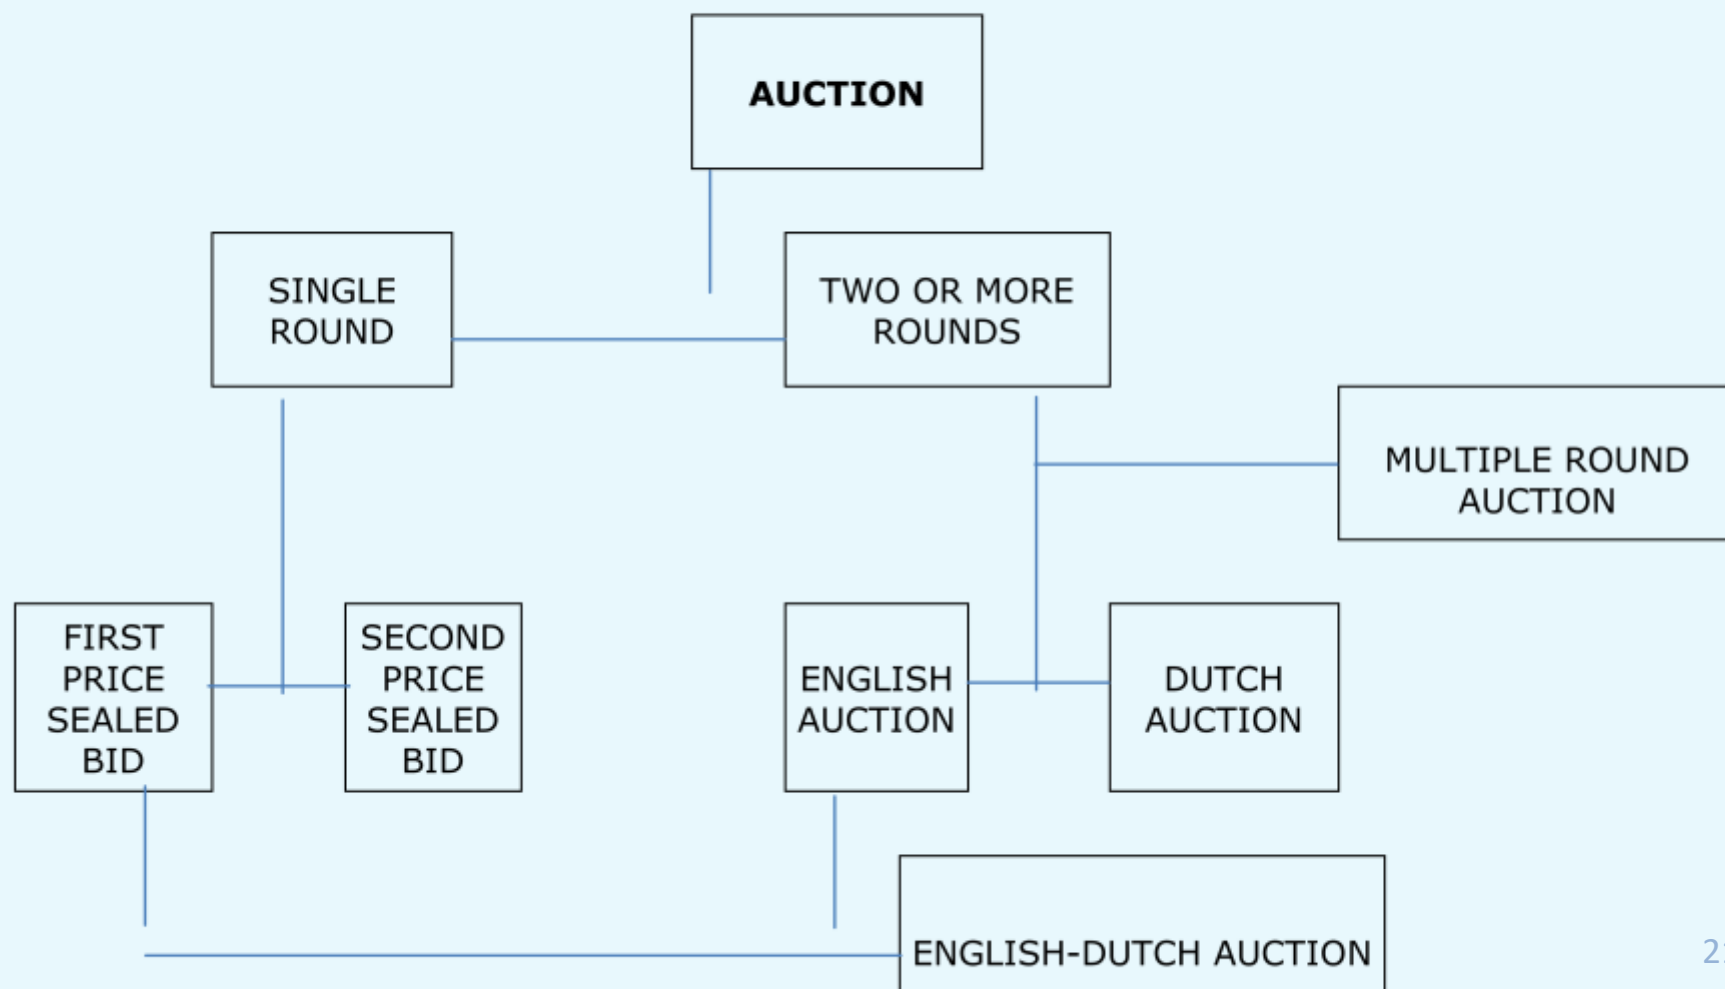 AUCTION
SINGLE
ROUND
TWO OR MORE
ROUNDS
MULTIPLE ROUND
AUCTION
FIRST
PRICE
SEALED
BID
SECOND
PRICE
SEALED
BID
ENGLISH
AUCTION
DUTCH
AUCTION
ENGLISH-DUTCH AUCTION